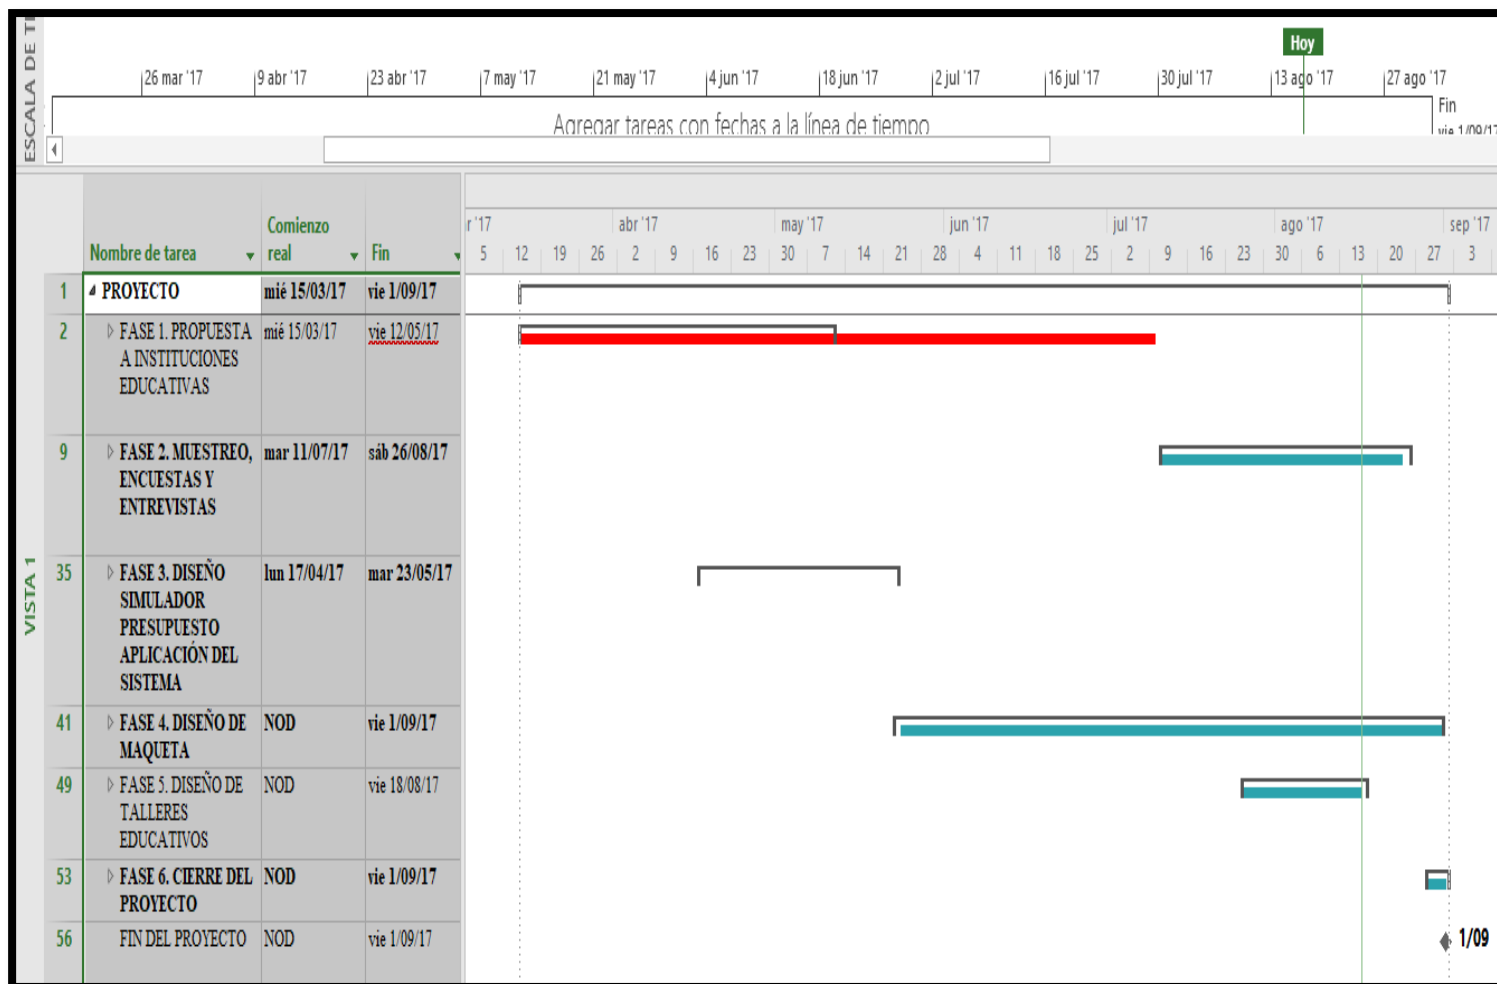 ESCALA DE TI
Hoy
26 mar '17 9 abr '17 23 abr '17 7 may '17 21 may '17 4 jun '17 18 jun '17 2 jul '17 16 jul '17 30 jul '17 13 ago '17 27 ago '17
Agregar tareas con fechas a la línea de tiempo
Fin
vie 1/09/17
VISTA 1
Nombre de tarea
Comienzo
real
Fin
r '17 abr '17 may '17 jun '17 jul '17 ago '17 sep '17
5 12 19 26 2 9 16 23 30 7 14 21 28 4 11 18 25 2 9 16 23 30 6 13 20 27 3
1 PROYECTO mié 15/03/17 vie 1/09/17
2 FASE 1. PROPUESTA mié 15/03/17 vie 12/05/17
A INSTITUCIONES
EDUCATIVAS
9 FASE 2. MUESTREO, mar 11/07/17 sáb 26/08/17
ENCUESTAS Y
ENTREVISTAS
35 FASE 3. DISEÑO lun 17/04/17 mar 23/05/17
SIMULADOR
PRESUPUESTO
APLICACIÓN DEL
SISTEMA
41 FASE 4. DISEÑO DE NOD vie 1/09/17
MAQUETA
49 FASE 5. DISEÑO DE NOD vie 18/08/17
TALLERES
EDUCATIVOS
53 FASE 6. CIERRE DEL NOD vie 1/09/17
PROYECTO
56 FIN DEL PROYECTO NOD vie 1/09/17
1/09